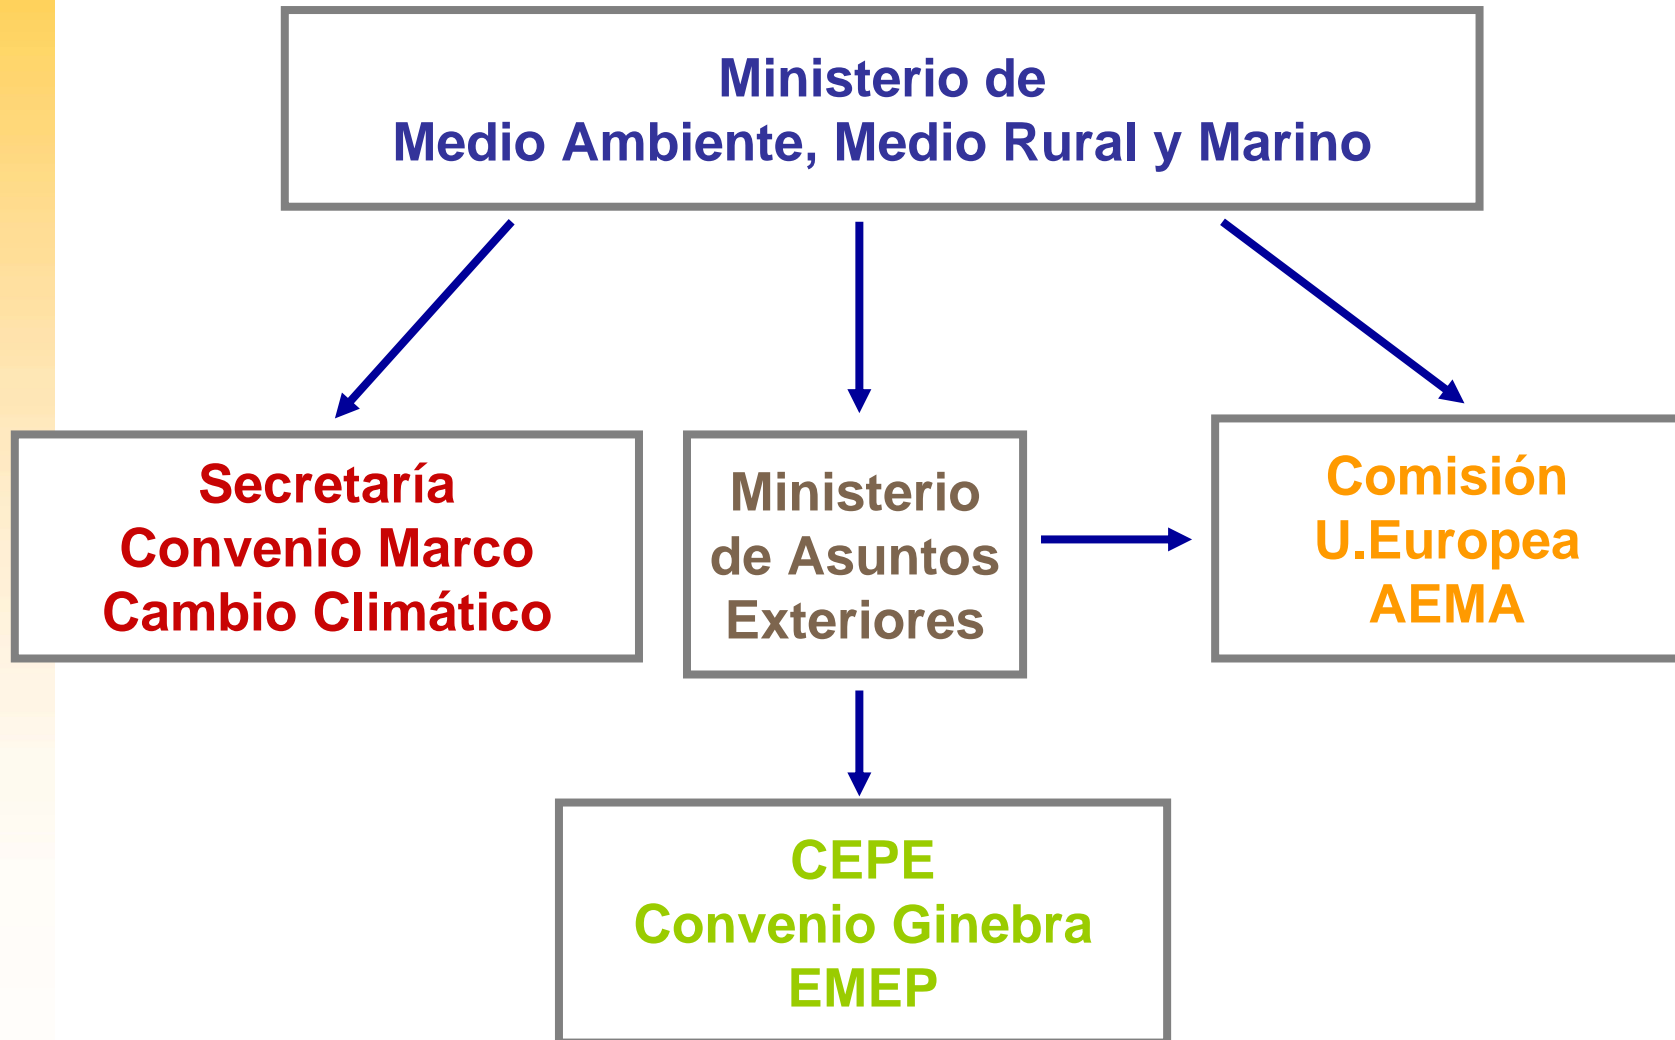 Ministerio de
Medio Ambiente, Medio Rural y Marino
Secretaría
Convenio Marco
Cambio Climático
Ministerio
de Asuntos
Exteriores
Comisión
U.Europea
AEMA
CEPE
Convenio Ginebra
EMEP